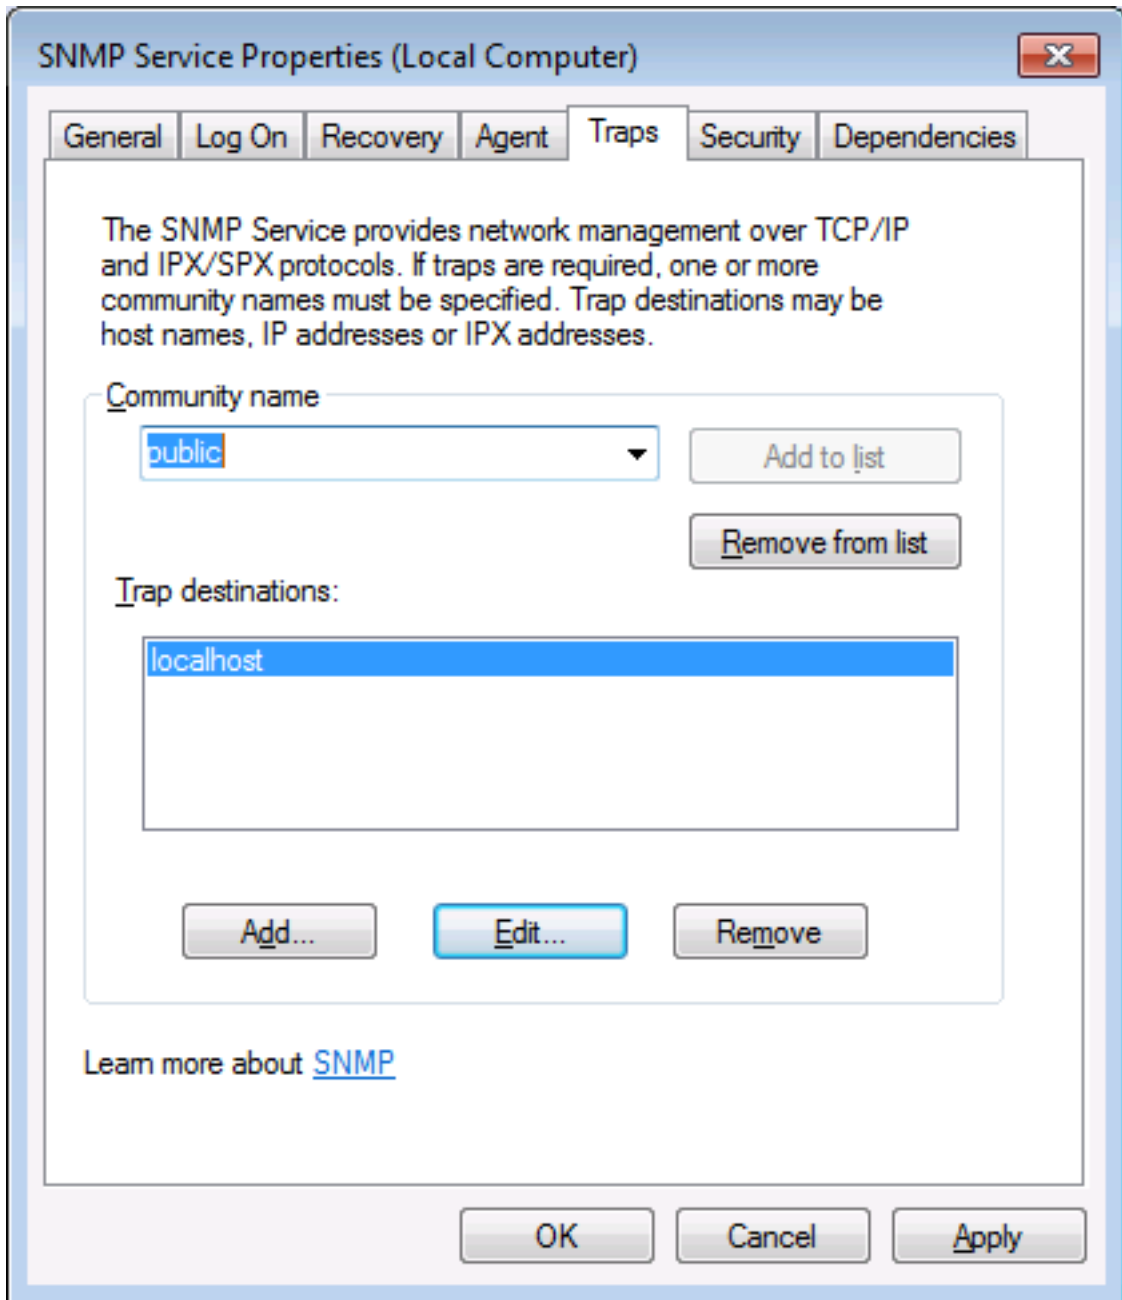 SNMP Service Properties (Local Computer)
General Log On Recovery Agent Traps Security Dependencies
The SNMP Service provides network management over TCP/IP
and IPX/SPX protocols. If traps are required, one or more
community names must be specified. Trap destinations may be
host names, IP addresses or IPX addresses.
Community name
public
Add to list
Remove from list
Trap destinations:
localhost
Add... Edit... Remove
Learn more about SNMP
OK Cancel Apply